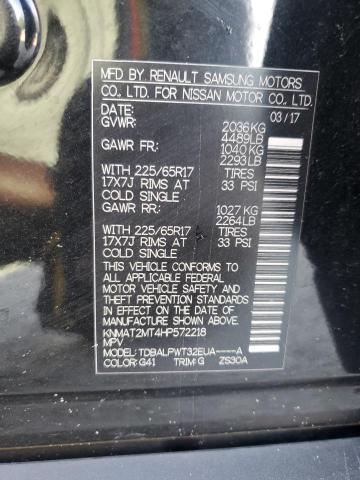 MFD BY RENAULT SAMSUNG MOTORS
CO., LTD. FOR NISSAN MOTOR CO., LTD.
DATE: 03/17
GVWR: 2036KG
4489LB
GAWR FR: 1040KG
2293LB
WITH 225/65R17 TIRES
17X7J RIMS AT 33 PSI
COLD SINGLE
GAWR RR: 1027KG
2264LB
WITH 225/65R17 TIRES
17X7J RIMS AT 33 PSI
COLD SINGLE
THIS VEHICLE CONFORMS TO
ALL APPLICABLE FEDERAL
MOTOR VEHICLE SAFETY,
THEFT PREVENTION AND
BUMPER STANDARDS IN
EFFECT ON THE DATE OF
MANUFACTURE SHOWN ABOVE.
KNMAT2MT4HP572218
MPV
MODEL: TDBALPWT32EUA-----A
COLOR: G41 TRIM: G ZS30A